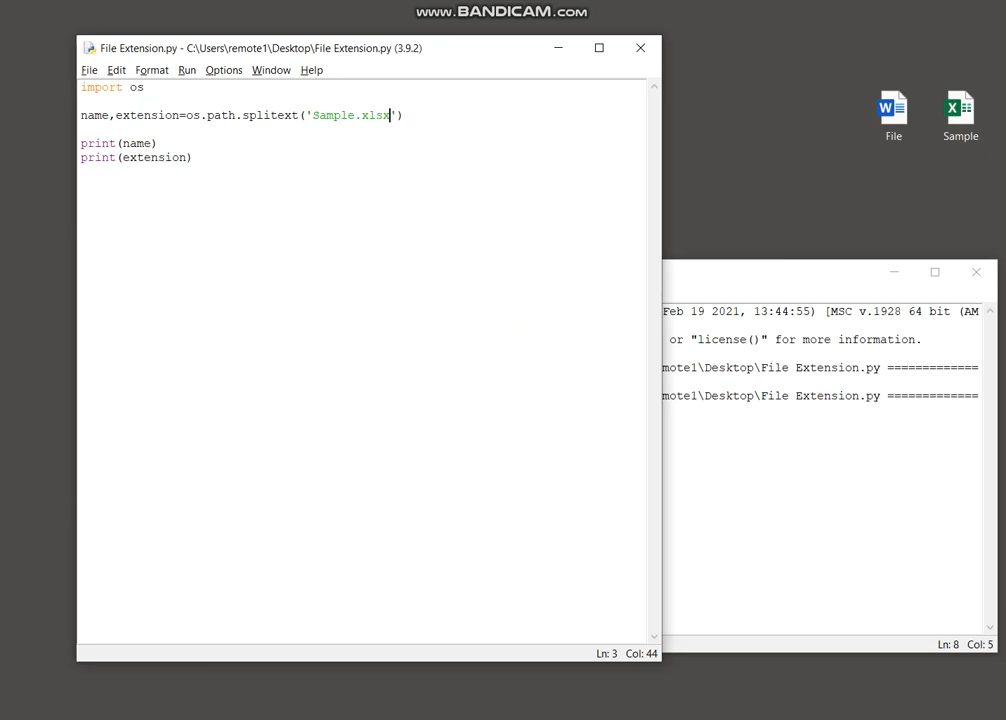 www.BANDICAM.com
File Extension.py - C:\Users\remote1\Desktop\File Extension.py (3.9.2)
File Edit Format Run Options Window Help
import os
name,extension=os.path.splitext('Sample.xlsx')
print(name)
print(extension)
Ln: 3 Col: 44
File
Sample
Feb 19 2021, 13:44:55) [MSC v.1928 64 bit (AM
or "license()" for more information.
mote1\Desktop\File Extension.py =============
mote1\Desktop\File Extension.py =============
Ln: 8 Col: 5